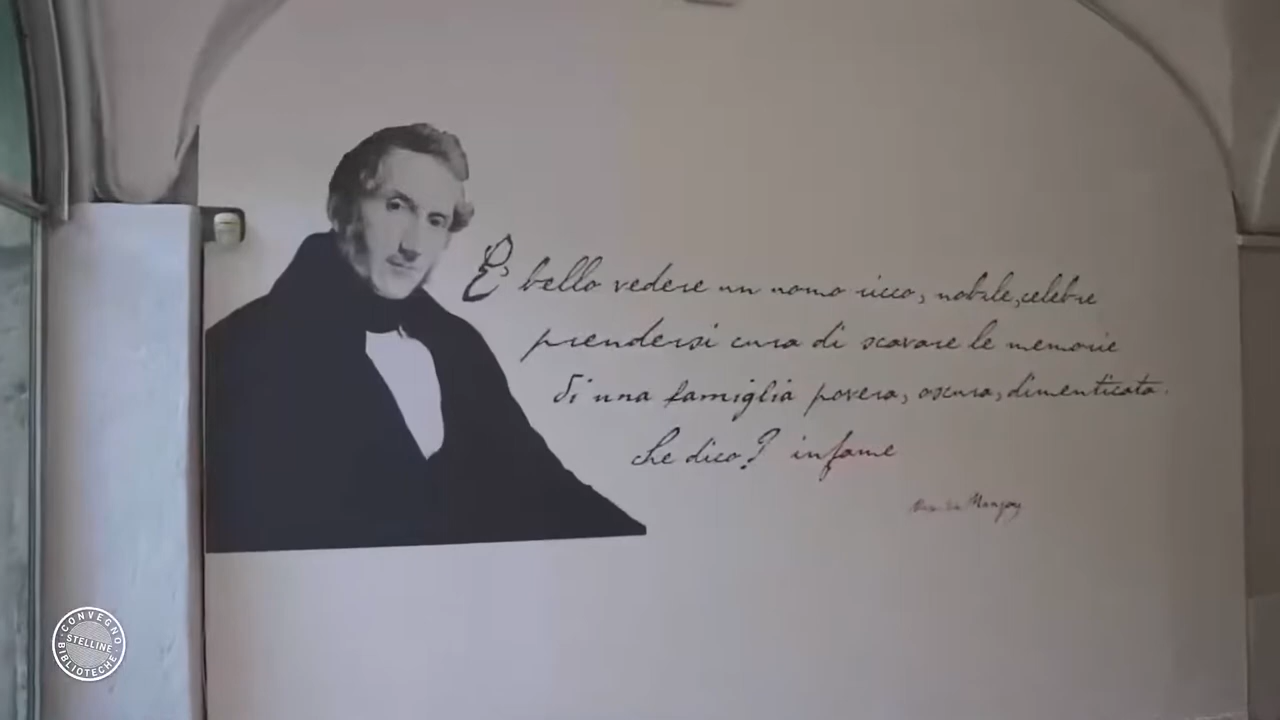 È bello vedere un uomo ricco, nobile, celebre
prendersi cura di scavare le memorie
di una famiglia povera, oscura, dimenticata.
Che dico? infame
Manzoni
CONVEGNO
STELLINE
BIBLIOTECHE